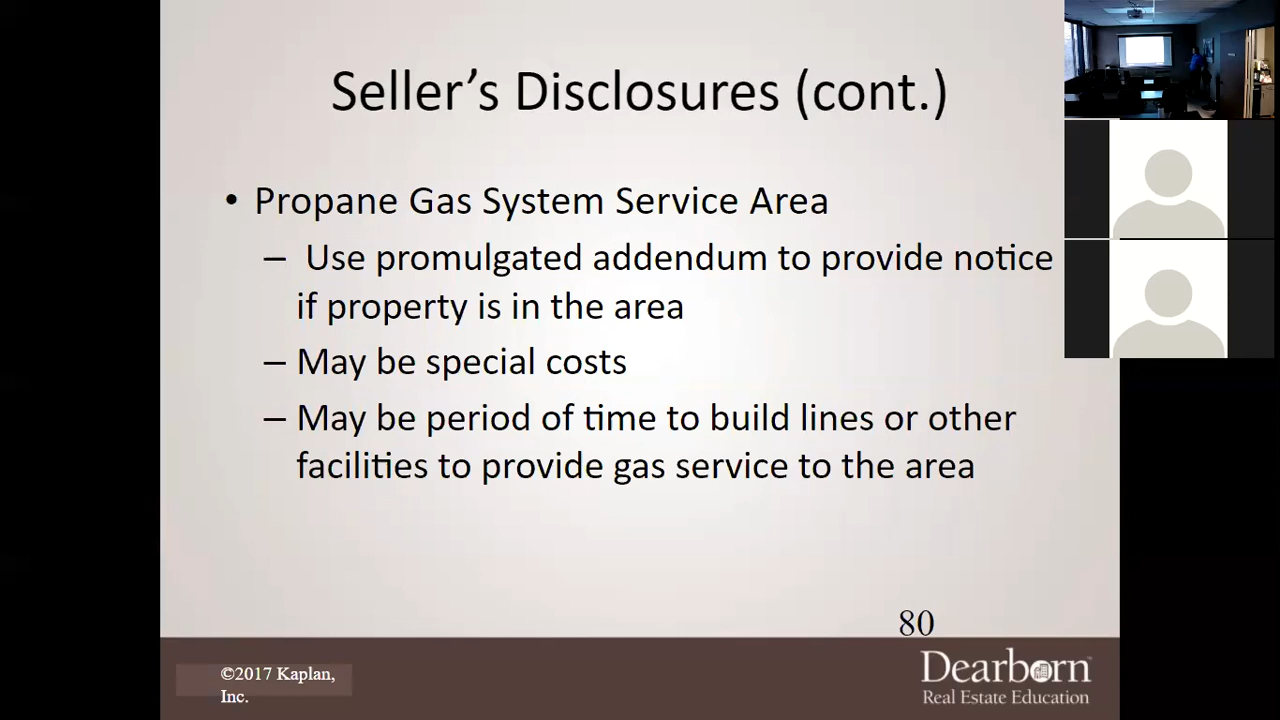 Seller’s Disclosures (cont.)
• Propane Gas System Service Area
– Use promulgated addendum to provide notice
if property is in the area
– May be special costs
– May be period of time to build lines or other
facilities to provide gas service to the area
80
©2017 Kaplan,
Inc.
Dearborn™
Real Estate Education